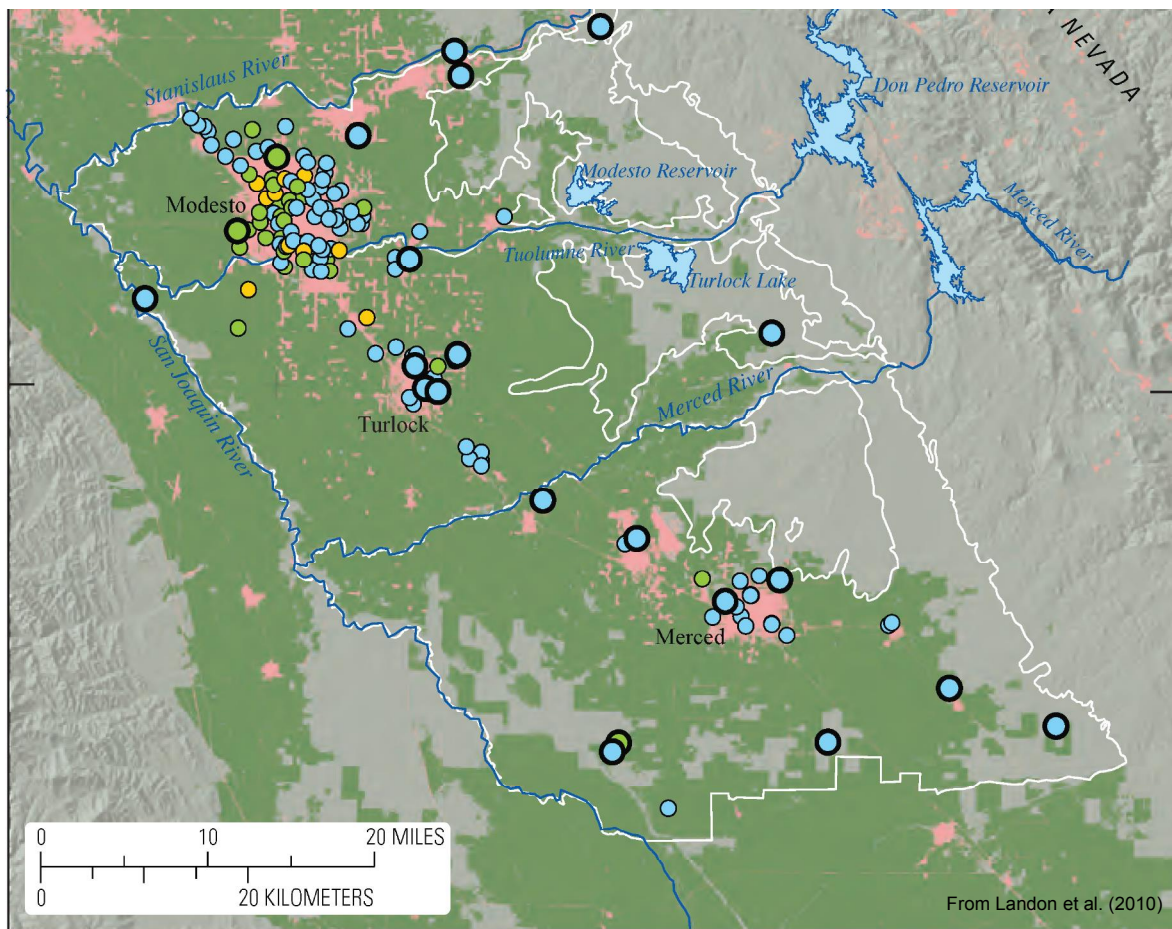 NEVADA
Stanislaus River
Don Pedro Reservoir
Modesto Reservoir
Merced River
Modesto
Tuolumne River
Turlock Lake
San Joaquin River
Merced River
Turlock
Merced
0 10 20 MILES
0 20 KILOMETERS
From Landon et al. (2010)